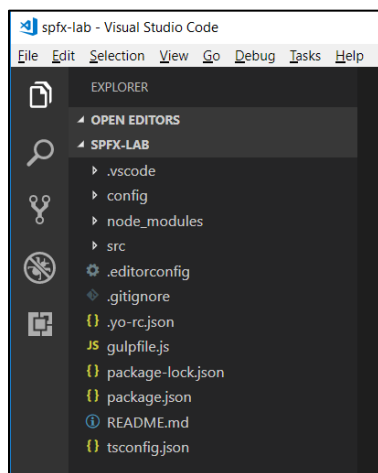 spfx-lab - Visual Studio Code
File Edit Selection View Go Debug Tasks Help
EXPLORER
OPEN EDITORS
SPFX-LAB
.vscode
config
node_modules
src
.editorconfig
.gitignore
{} .yo-rc.json
JS gulpfile.js
{} package-lock.json
{} package.json
README.md
{} tsconfig.json